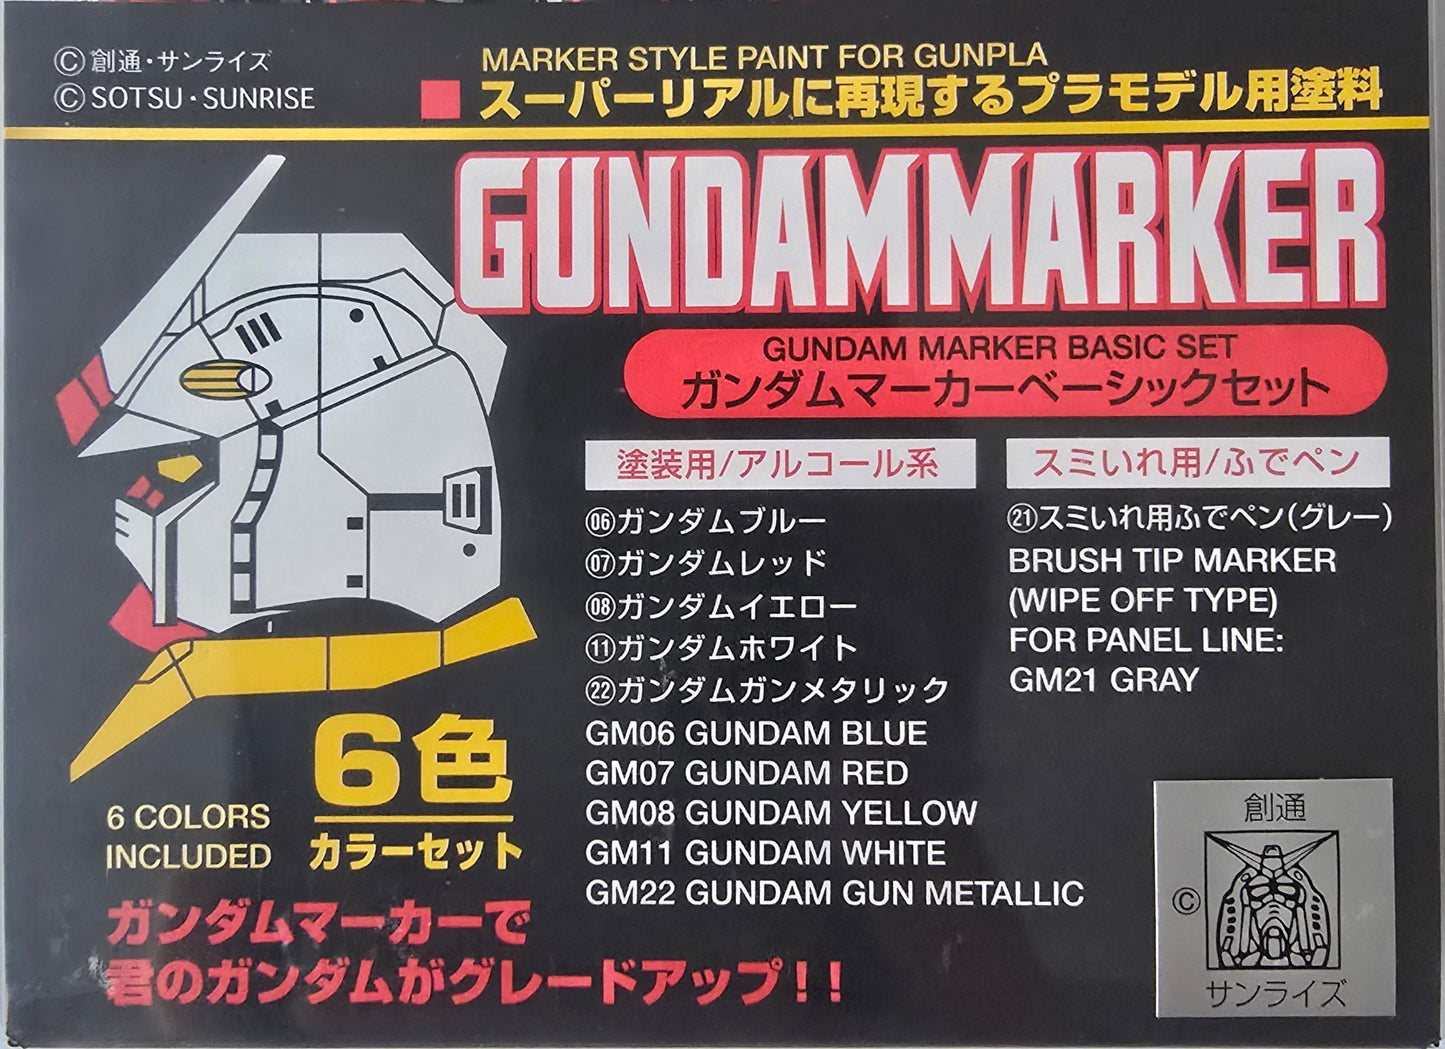 ©創通・サンライズ
©SOTSU・SUNRISE
MARKER STYLE PAINT FOR GUNPLA
■スーパーリアルに再現するプラモデル用塗料
GUNDAM MARKER
GUNDAM MARKER BASIC SET
ガンダムマーカーベーシックセット
塗装用/アルコール系
⓪⑥ガンダムブルー
⓪⑦ガンダムレッド
⓪⑧ガンダムイエロー
⑪ガンダムホワイト
㉒ガンダムガンメタリック
GM06 GUNDAM BLUE
GM07 GUNDAM RED
GM08 GUNDAM YELLOW
GM11 GUNDAM WHITE
GM22 GUNDAM GUN METALLIC
スミいれ用/ふでペン
㉑スミいれ用ふでペン(グレー)
BRUSH TIP MARKER
(WIPE OFF TYPE)
FOR PANEL LINE:
GM21 GRAY
6 COLORS
INCLUDED
6色
カラーセット
ガンダムマーカーで
君のガンダムがグレードアップ!!
創通
©
サンライズ